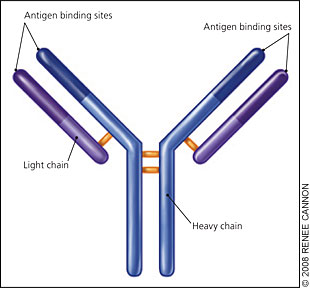 Antigen binding sites
Antigen binding sites
Light chain
Heavy chain
© 2008 RENEE CANNON